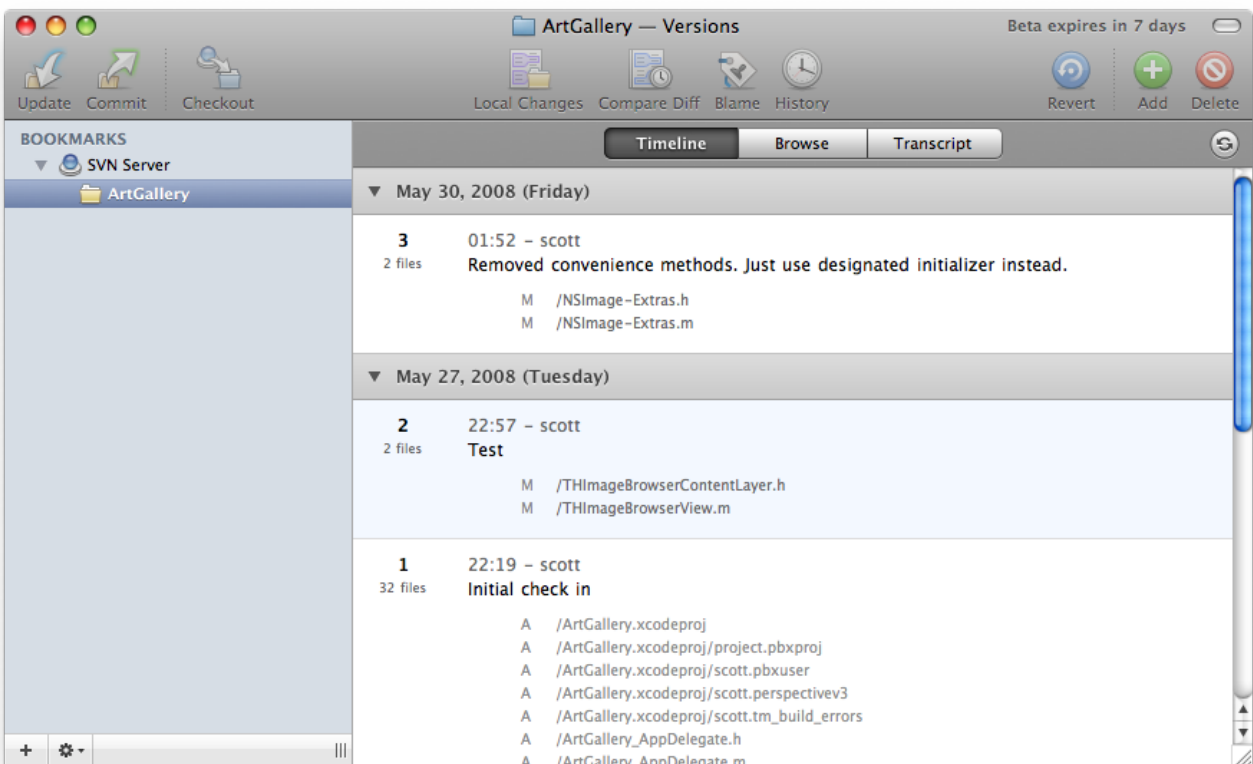 ArtGallery — Versions
Beta expires in 7 days
Update Commit Checkout Local Changes Compare Diff Blame History Revert Add Delete
BOOKMARKS
SVN Server
ArtGallery
Timeline Browse Transcript
May 30, 2008 (Friday)
3 01:52 – scott
2 files Removed convenience methods. Just use designated initializer instead.
M /NSImage-Extras.h
M /NSImage-Extras.m
May 27, 2008 (Tuesday)
2 22:57 – scott
2 files Test
M /THImageBrowserContentLayer.h
M /THImageBrowserView.m
1 22:19 – scott
32 files Initial check in
A /ArtGallery.xcodeproj
A /ArtGallery.xcodeproj/project.pbxproj
A /ArtGallery.xcodeproj/scott.pbxuser
A /ArtGallery.xcodeproj/scott.perspectivev3
A /ArtGallery.xcodeproj/scott.tm_build_errors
A /ArtGallery_AppDelegate.h
A /ArtGallery_AppDelegate.m